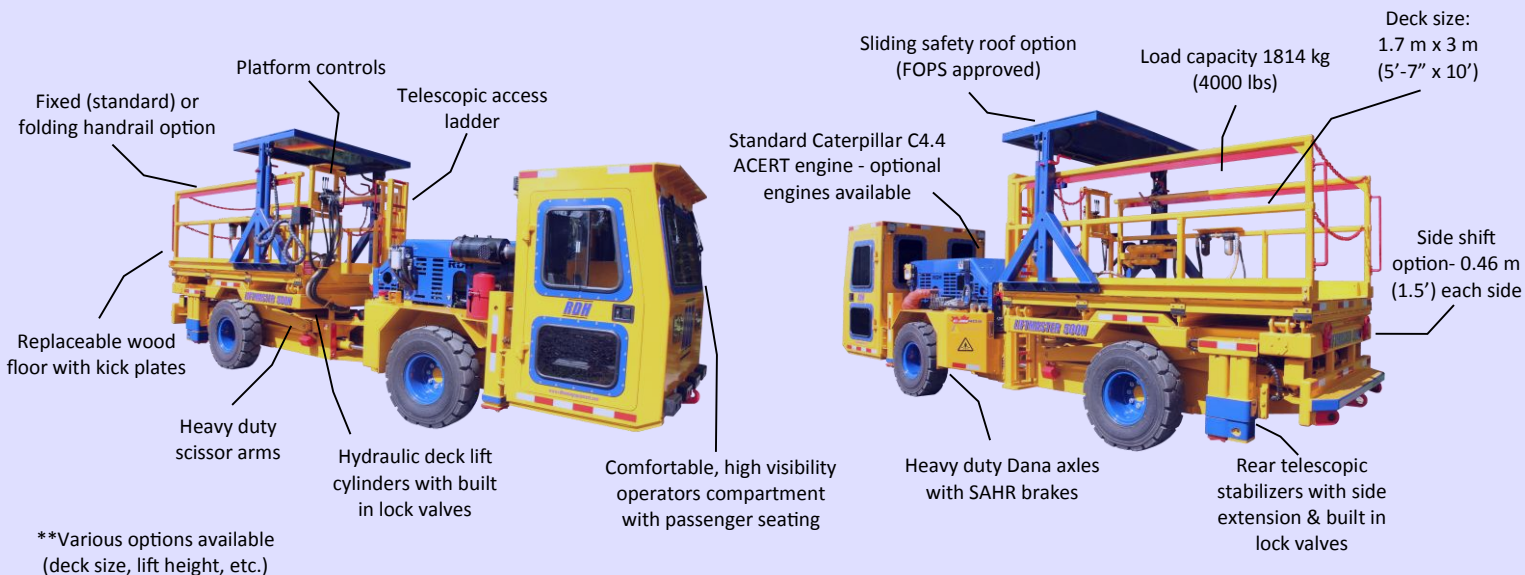 Platform controls
Fixed (standard) or
folding handrail option
Telescopic access
ladder
Replaceable wood
floor with kick plates
Heavy duty
scissor arms
Hydraulic deck lift
cylinders with built
in lock valves
Comfortable, high visibility
operators compartment
with passenger seating
**Various options available
(deck size, lift height, etc.)
RDH
Sliding safety roof option
(FOPS approved)
Load capacity 1814 kg
(4000 lbs)
Deck size:
1.7 m x 3 m
(5’-7” x 10’)
Standard Caterpillar C4.4
ACERT engine - optional
engines available
Side shift
option- 0.46 m
(1.5’) each side
Heavy duty Dana axles
with SAHR brakes
Rear telescopic
stabilizers with side
extension & built in
lock valves
RDH
LIFTMASTER 600H